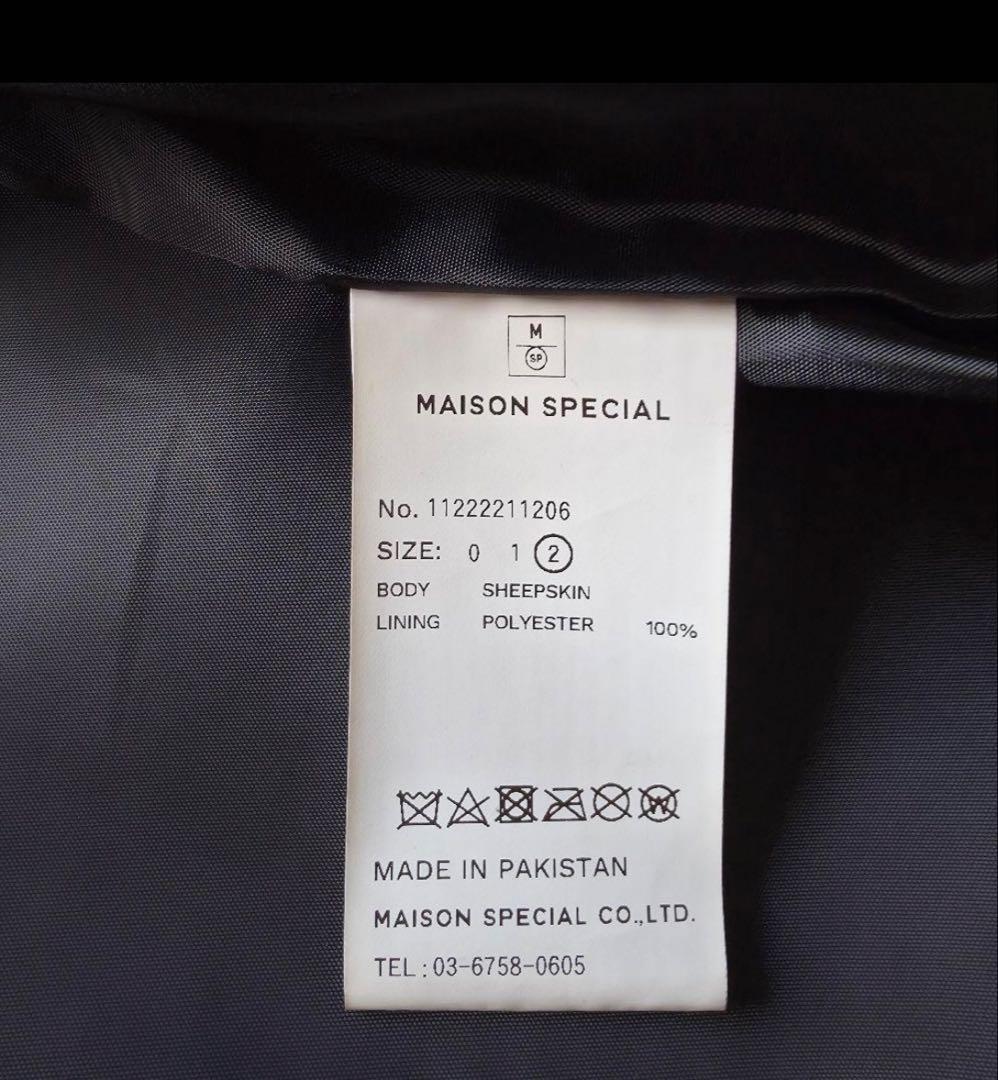 M
SP
MAISON SPECIAL
No. 11222211206
SIZE: 0 1 2
BODY SHEEPSKIN
LINING POLYESTER 100%
W
MADE IN PAKISTAN
MAISON SPECIAL CO.,LTD.
TEL : 03-6758-0605